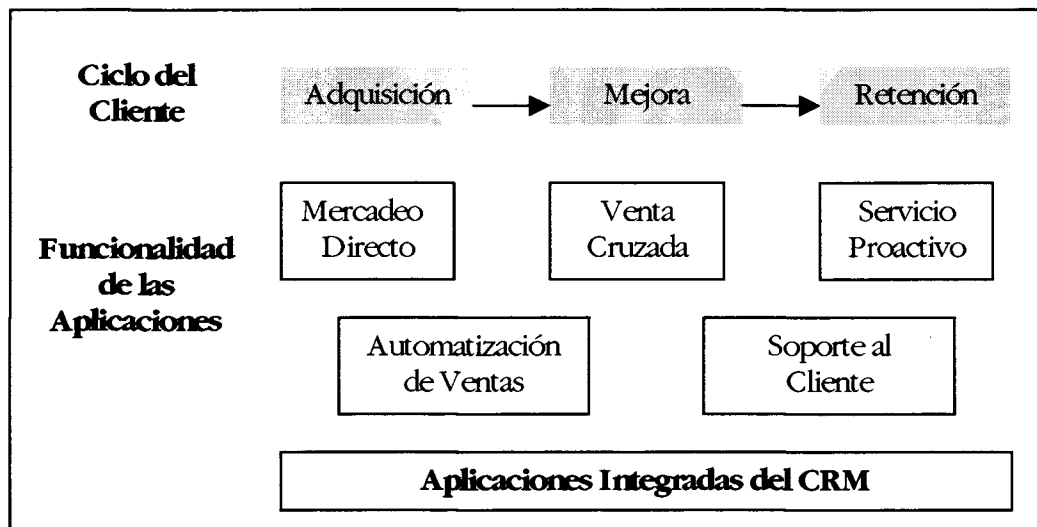 Ciclo del
Cliente
Adquisición
Mejora
Retención
Mercadeo
Directo
Venta
Cruzada
Servicio
Proactivo
Funcionalidad
de las
Aplicaciones
Automatización
de Ventas
Soporte al
Cliente
Aplicaciones Integradas del CRM